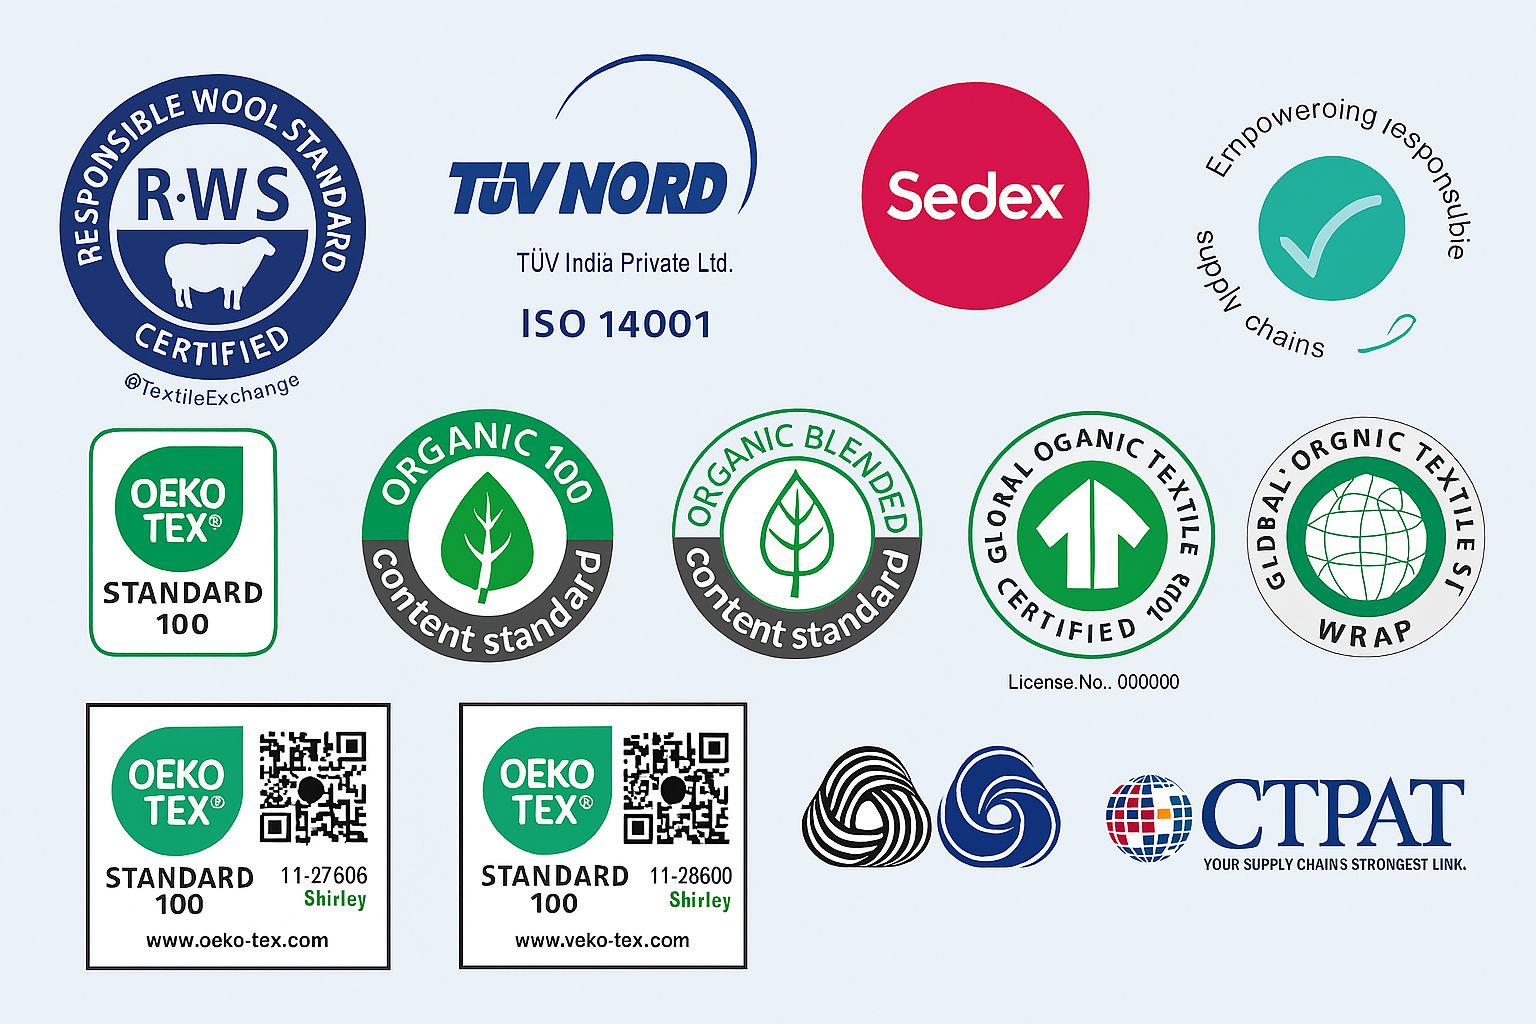 RESPONSIBLE WOOL STANDARD
R·WS
CERTIFIED
@TextileExchange
TÜV NORD
TÜV India Private Ltd.
ISO 14001
Sedex
Empoweroing responsubie
supply chains
OEKO
TEX®
STANDARD
100
ORGANIC 100
content standard
ORGANIC BLENDED
content standard
GLORAL OGANIC TEXTILE
CERTIFIED
License.No.. 000000
GLDBAL' ORGNIC TEXTILE
WRAP
OEKO
TEX®
STANDARD
100
11-27606
Shirley
www.oeko-tex.com
OEKO
TEX®
STANDARD
100
11-28600
Shirley
www.veko-tex.com
CTPAT
YOUR SUPPLY CHAINS STRONGEST LINK.